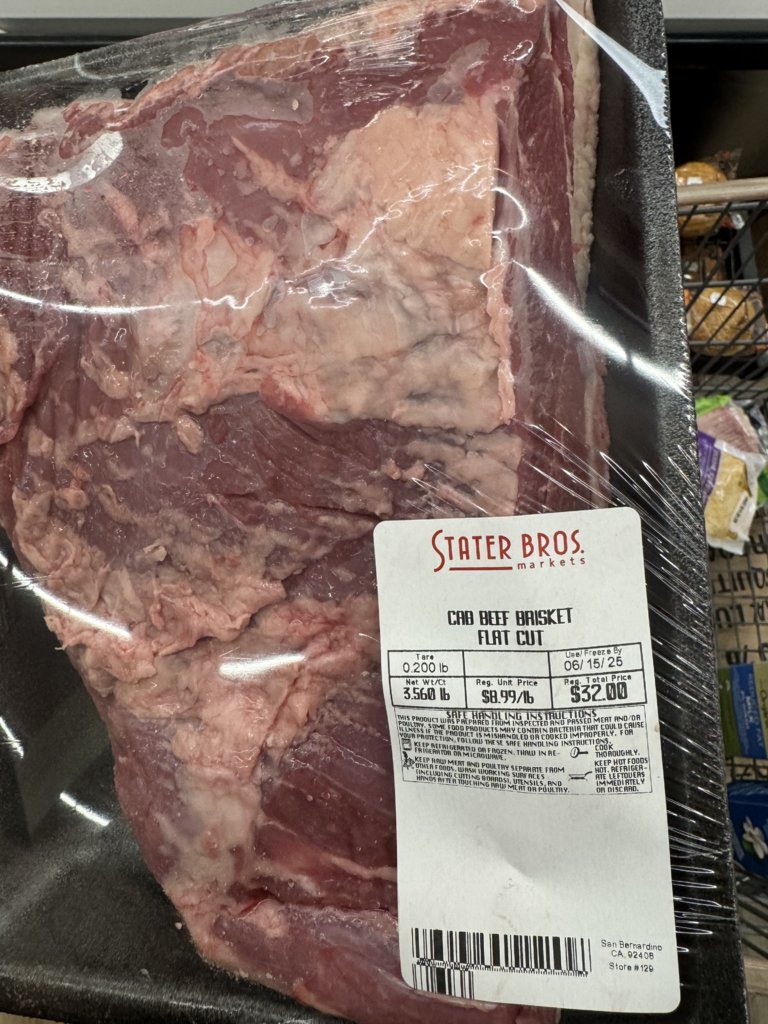 STATER BROS.
markets
CAB BEEF BRISKET
FLAT CUT
Tare
0.200 lb
Use/Freeze By
06/15/25
Net Wt/Ct
3.560 lb
Reg. Unit Price
$8.99/lb
Reg. Total Price
$32.00
SAFE HANDLING INSTRUCTIONS
THIS PRODUCT WAS PREPARED FROM INSPECTED AND PASSED MEAT AND/OR
POULTRY. SOME FOOD PRODUCTS MAY CONTAIN BACTERIA THAT COULD CAUSE
ILLNESS IF THE PRODUCT IS MISHANDLED OR COOKED IMPROPERLY. FOR
YOUR PROTECTION, FOLLOW THESE SAFE HANDLING INSTRUCTIONS.
KEEP REFRIGERATED OR FROZEN. THAW IN RE-
FRIGERATOR OR MICROWAVE.
COOK
THOROUGHLY.
KEEP RAW MEAT AND POULTRY SEPARATE FROM
OTHER FOODS. WASH WORKING SURFACES
(INCLUDING CUTTING BOARDS), UTENSILS, AND
HANDS AFTER TOUCHING RAW MEAT OR POULTRY.
KEEP HOT FOODS
HOT. REFRIGER-
ATE LEFTOVERS
IMMEDIATELY
OR DISCARD.
San Bernardino
CA, 92408
Store #129